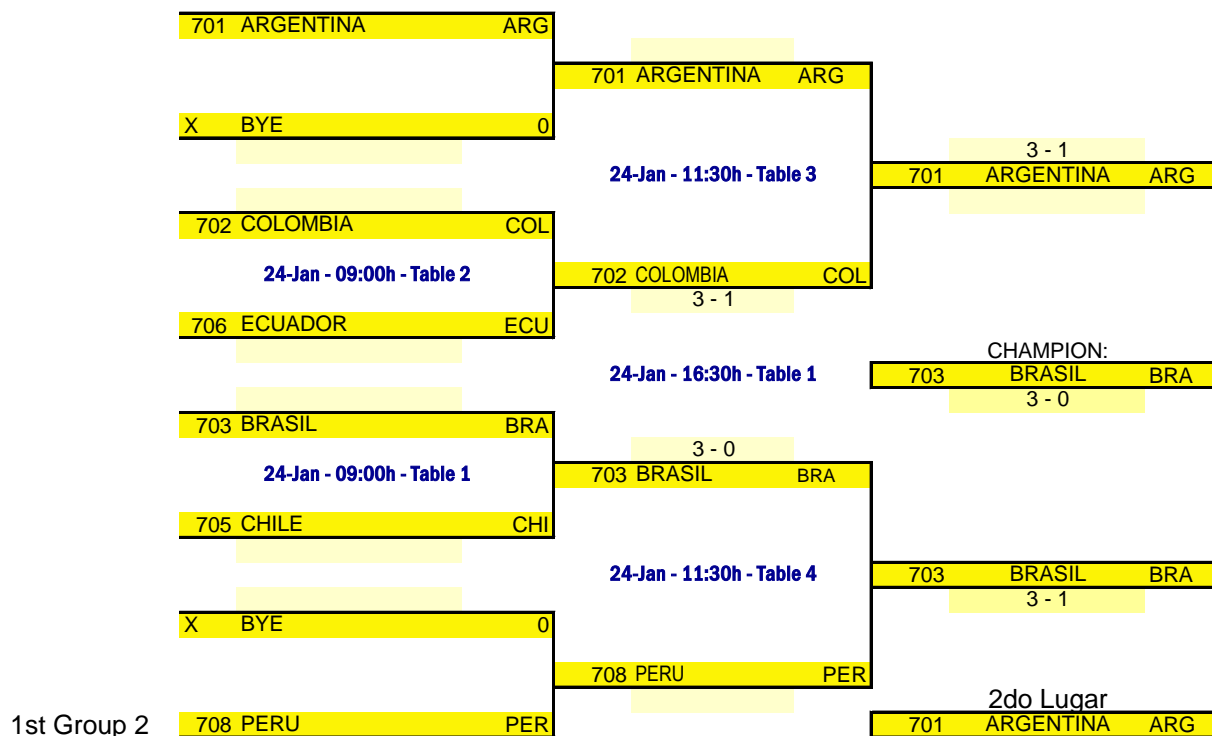 701 ARGENTINA ARG
701 ARGENTINA ARG
X BYE 0
3 - 1
24-Jan - 11:30h - Table 3
701 ARGENTINA ARG
702 COLOMBIA COL
24-Jan - 09:00h - Table 2
702 COLOMBIA COL
3 - 1
706 ECUADOR ECU
CHAMPION:
24-Jan - 16:30h - Table 1
703 BRASIL BRA
3 - 0
703 BRASIL BRA
3 - 0
24-Jan - 09:00h - Table 1
703 BRASIL BRA
705 CHILE CHI
24-Jan - 11:30h - Table 4
703 BRASIL BRA
3 - 1
X BYE 0
708 PERU PER
2do Lugar
1st Group 2 708 PERU PER
701 ARGENTINA ARG